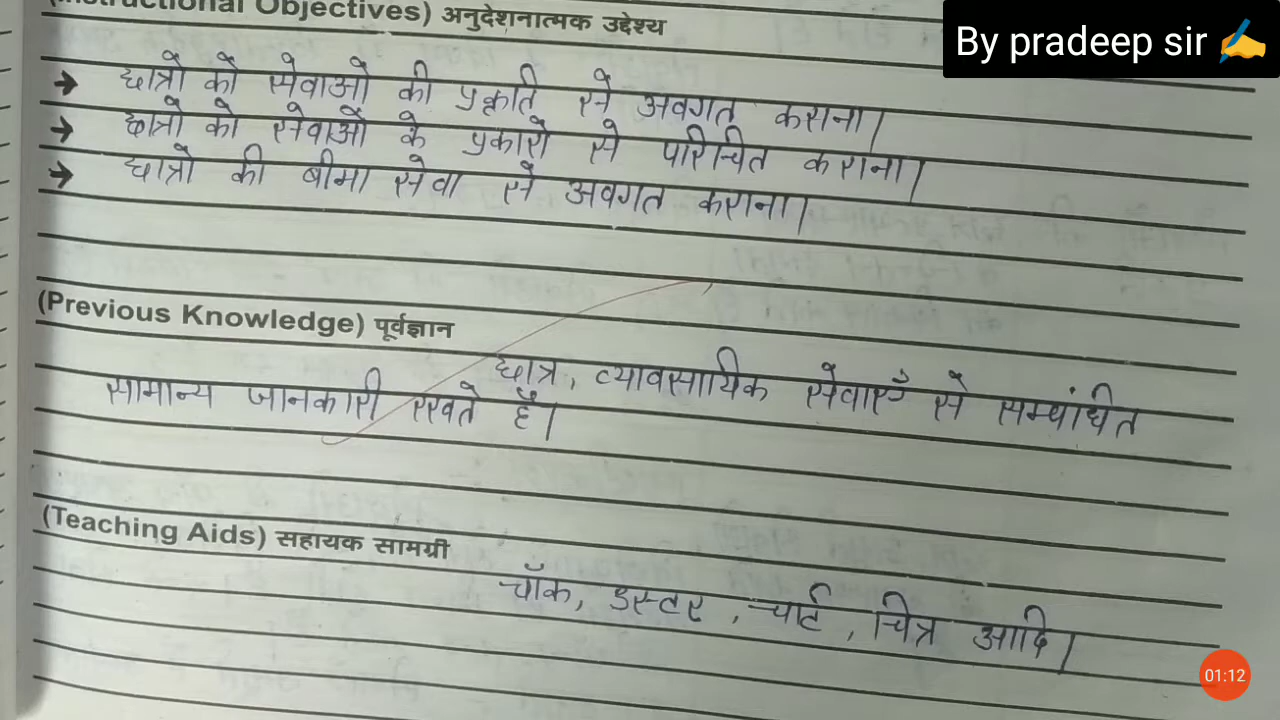 (Instructional Objectives) अनुदेशनात्मक उद्देश्य
By pradeep sir ✍
→ छात्रों को सेवाओं की प्रकृति से अवगत कराना।
→ छात्रों को सेवाओं के प्रकारों से परिचित कराना।
→ छात्रों की बीमा सेवा से अवगत कराना।
(Previous Knowledge) पूर्वज्ञान
छात्र, व्यावसायिक सेवाएँ से सम्बंधित
सामान्य जानकारी रखते हैं।
(Teaching Aids) सहायक सामग्री
चॉक, डस्टर, चार्ट, चित्र आदि।
01:12